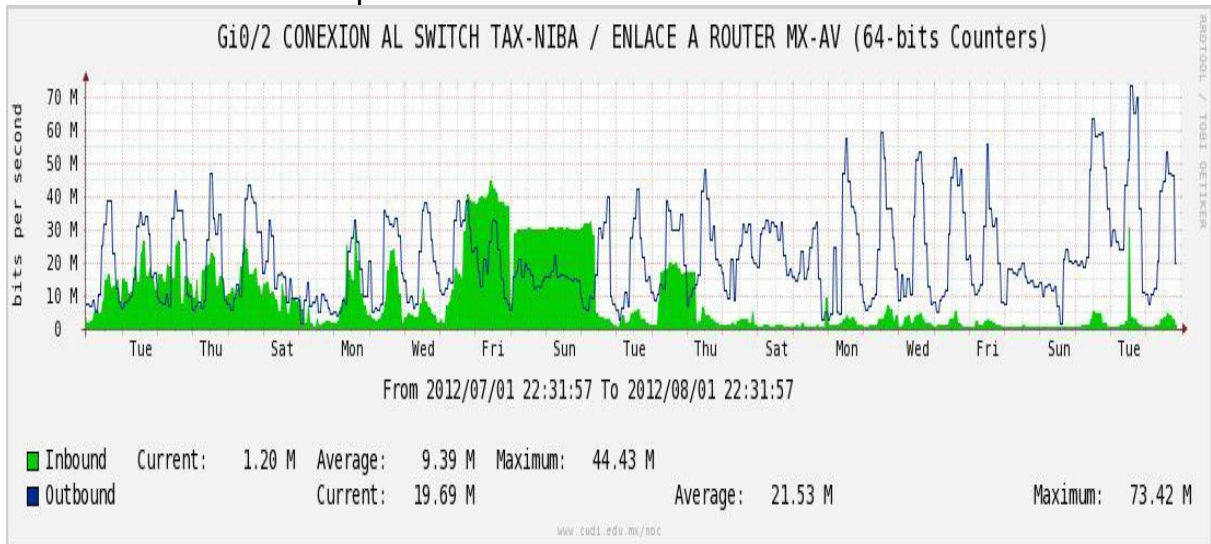 Gi0/2 CONEXION AL SWITCH TAX-NIBA / ENLACE A ROUTER MX-AV (64-bits Counters)
RRDTOOL / TOBI OETIKER
bits per second
70 M
60 M
50 M
40 M
30 M
20 M
10 M
0
Tue Thu Sat Mon Wed Fri Sun Tue Thu Sat Mon Wed Fri Sun Tue
From 2012/07/01 22:31:57 To 2012/08/01 22:31:57
Inbound Current: 1.20 M Average: 9.39 M Maximum: 44.43 M
Outbound Current: 19.69 M Average: 21.53 M Maximum: 73.42 M
www.cudi.edu.mx/noc